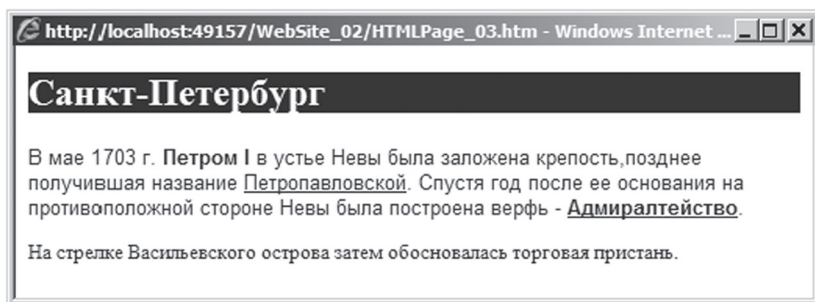 http://localhost:49157/WebSite_02/HTMLPage_03.htm - Windows Internet ...
Санкт-Петербург
В мае 1703 г. Петром I в устье Невы была заложена крепость,позднее
получившая название Петропавловской. Спустя год после ее основания на
противоположной стороне Невы была построена верфь - Адмиралтейство.
На стрелке Васильевского острова затем обосновалась торговая пристань.